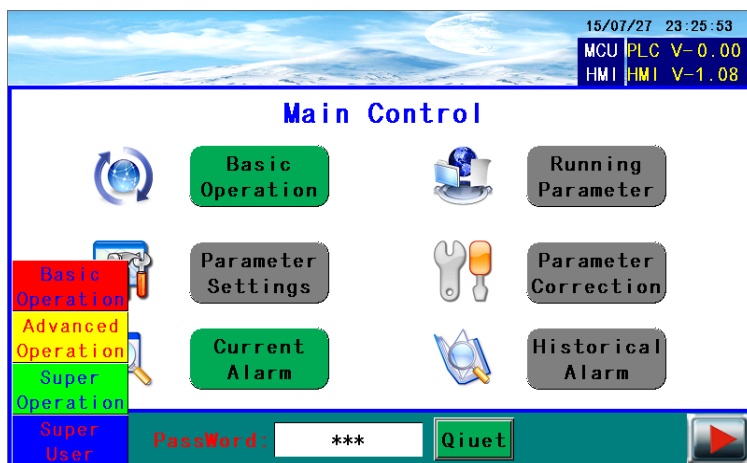 15/07/27 23:25:53
MCU PLC V-0.00
HMI HMI V-1.08
Main Control
Basic
Operation
Running
Parameter
Parameter
Settings
Parameter
Correction
Current
Alarm
Historical
Alarm
Basic
Operation
Advanced
Operation
Super
Operation
Super
User
PassWord: *** Qiuet